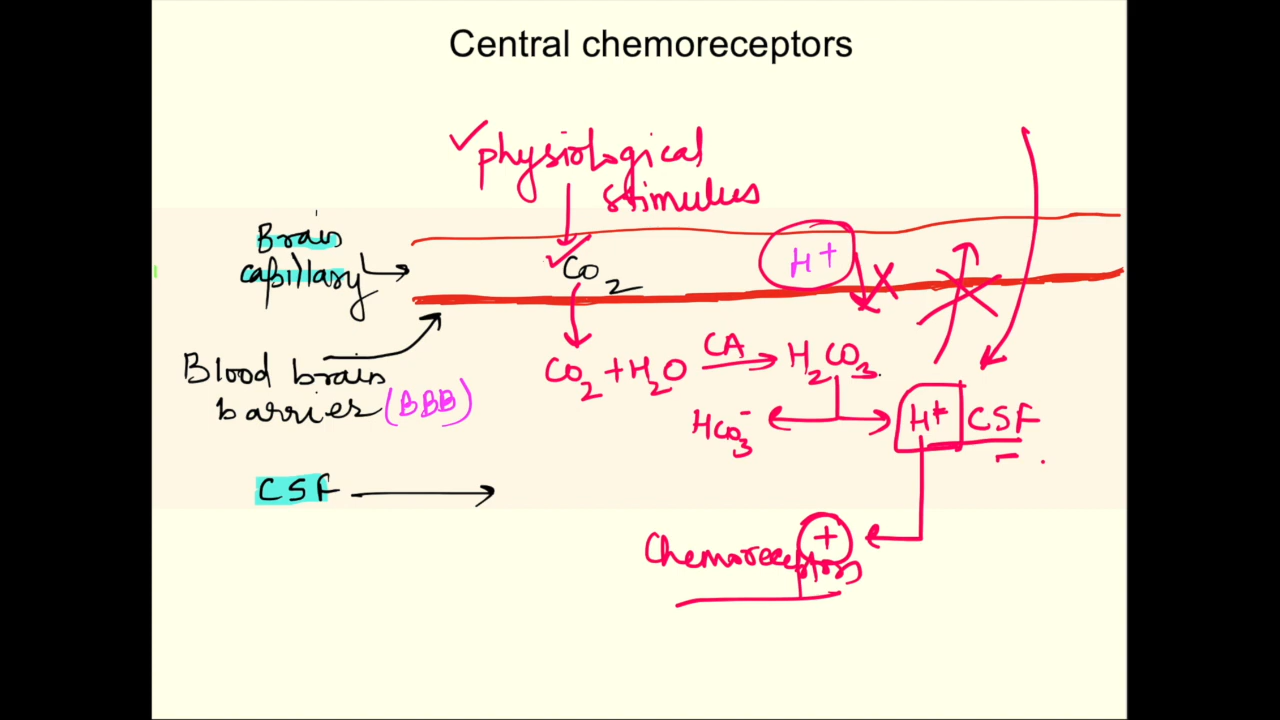 Central chemoreceptors
✓physiological
stimulus
Brain
capillary
✓CO2
H+
Blood brain
barrier (BBB)
CO2 + H2O CA H2CO3
HCO3-
H+ CSF
CSF
+
Chemoreceptors